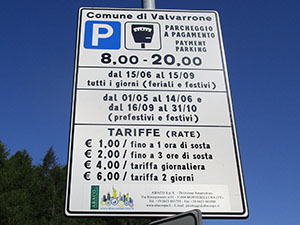 Comune di Valvarrone
P
PARCHEGGIO
A PAGAMENTO
PAYMENT
PARKING
8,00 - 20,00
dal 15/06 al 15/09
tutti i giorni (feriali e festivi)
dal 01/05 al 14/06 e
dal 16/09 al 31/10
(prefestivi e festivi)
TARIFFE (RATE)
€ 1,00 / fino a 1 ora di sosta
€ 2,00 / fino a 3 ore di sosta
€ 4,00 / tariffa giornaliera
€ 6,00 / tariffa 2 giorni
ABACO
ABACO S.p.A.